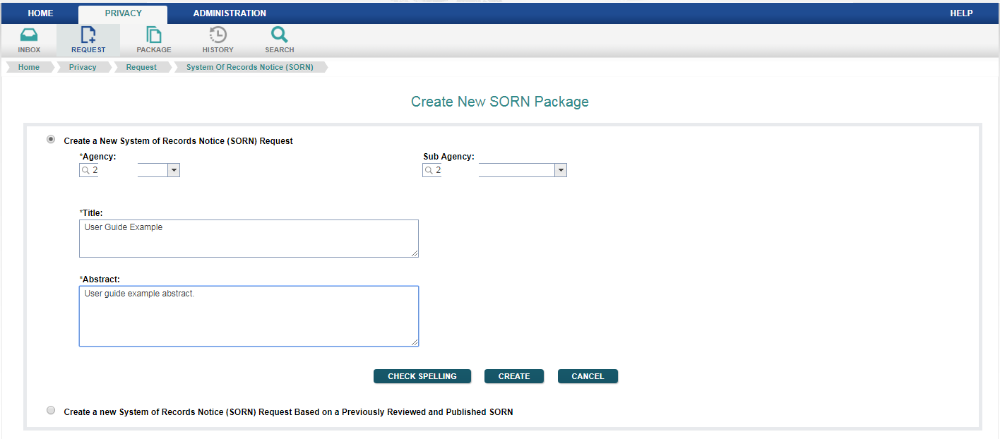 HOME PRIVACY ADMINISTRATION HELP
INBOX REQUEST PACKAGE HISTORY SEARCH
Home Privacy Request System Of Records Notice (SORN)
Create New SORN Package
Create a New System of Records Notice (SORN) Request
*Agency: Sub Agency:
2 2
*Title:
User Guide Example
*Abstract:
User guide example abstract.
CHECK SPELLING CREATE CANCEL
Create a new System of Records Notice (SORN) Request Based on a Previously Reviewed and Published SORN